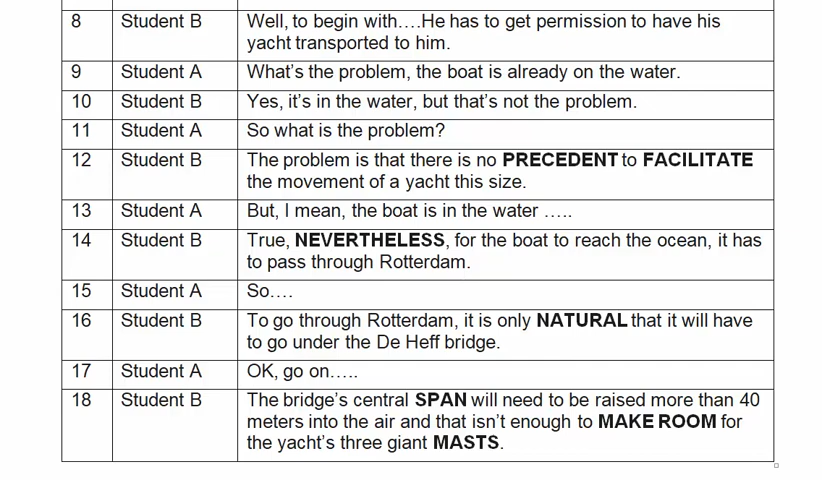 8 Student B Well, to begin with….He has to get permission to have his
yacht transported to him.
9 Student A What's the problem, the boat is already on the water.
10 Student B Yes, it's in the water, but that's not the problem.
11 Student A So what is the problem?
12 Student B The problem is that there is no PRECEDENT to FACILITATE
the movement of a yacht this size.
13 Student A But, I mean, the boat is in the water …..
14 Student B True, NEVERTHELESS, for the boat to reach the ocean, it has
to pass through Rotterdam.
15 Student A So….
16 Student B To go through Rotterdam, it is only NATURAL that it will have
to go under the De Heff bridge.
17 Student A OK, go on…..
18 Student B The bridge's central SPAN will need to be raised more than 40
meters into the air and that isn't enough to MAKE ROOM for
the yacht's three giant MASTS.